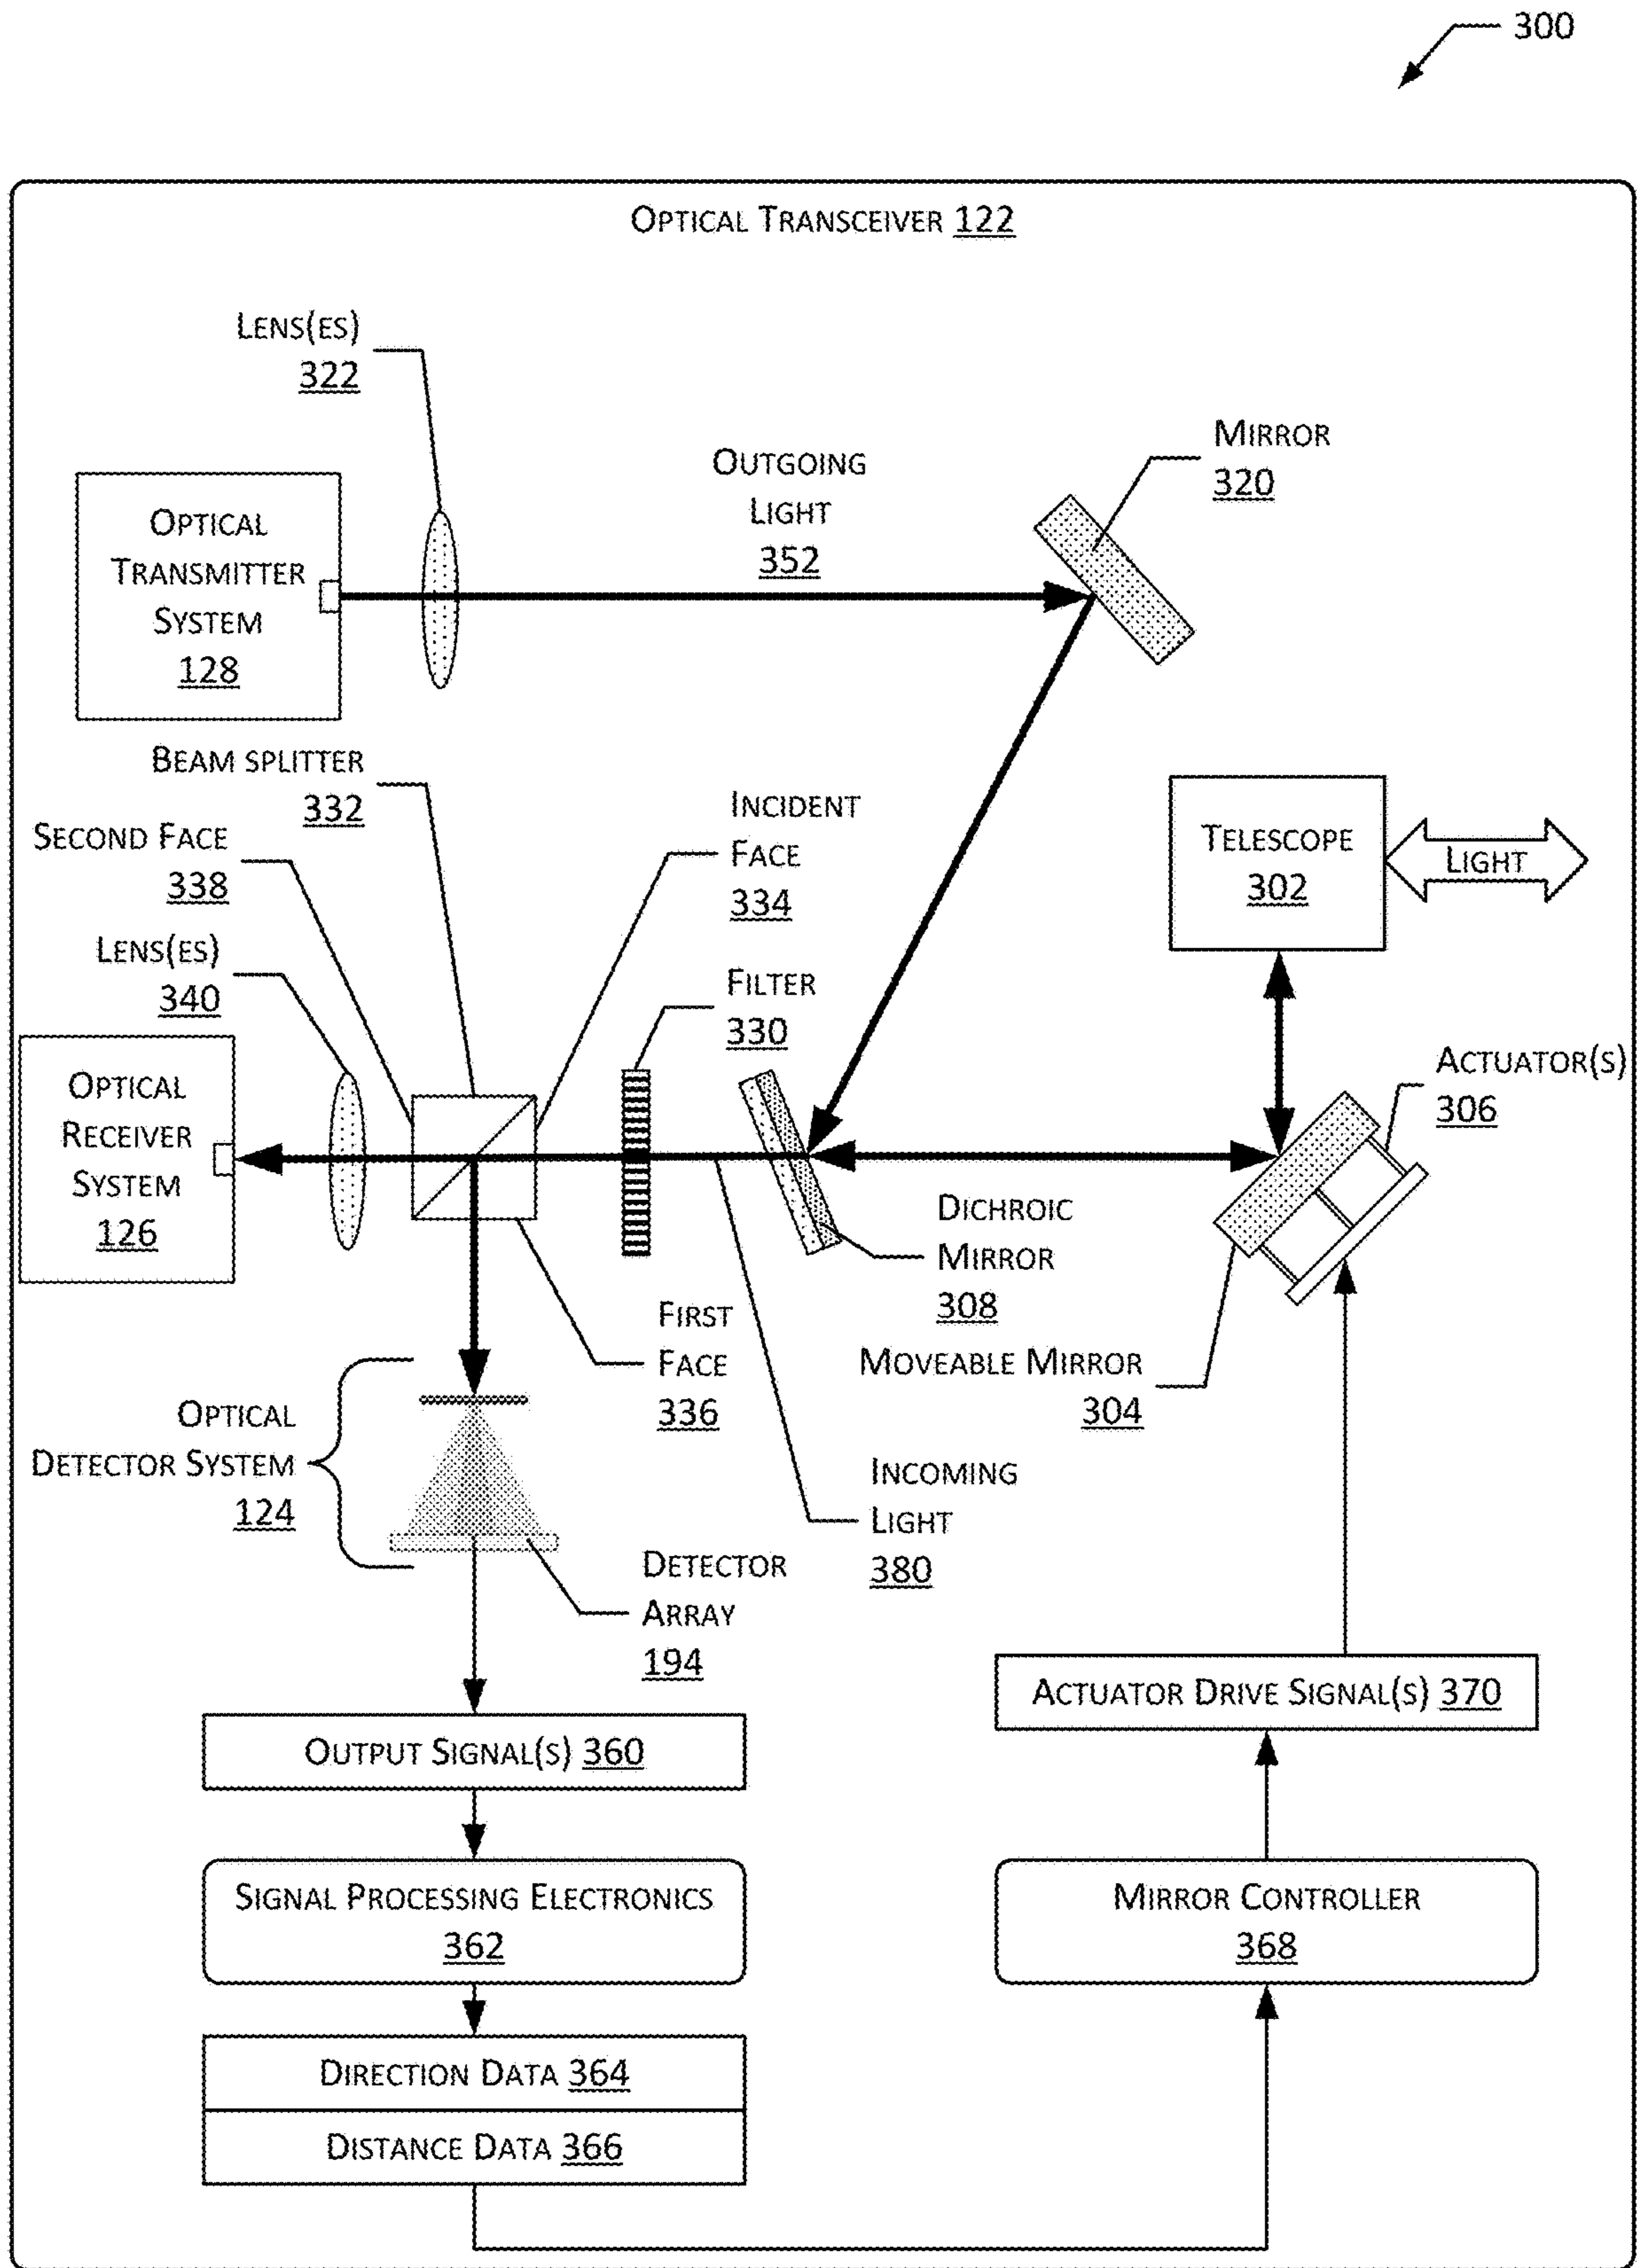 300
OPTICAL TRANSCEIVER 122
LENS(ES)
322
OUTGOING
LIGHT
352
MIRROR
320
OPTICAL
TRANSMITTER
SYSTEM
128
BEAM SPLITTER
332
SECOND FACE
338
LENS(ES)
340
INCIDENT
FACE
334
FILTER
330
TELESCOPE
302
LIGHT
ACTUATOR(S)
306
OPTICAL
RECEIVER
SYSTEM
126
DICHROIC
MIRROR
308
FIRST
FACE
336
MOVEABLE MIRROR
304
OPTICAL
DETECTOR SYSTEM
124
INCOMING
LIGHT
380
DETECTOR
ARRAY
194
OUTPUT SIGNAL(S) 360
SIGNAL PROCESSING ELECTRONICS
362
DIRECTION DATA 364
DISTANCE DATA 366
ACTUATOR DRIVE SIGNAL(S) 370
MIRROR CONTROLLER
368